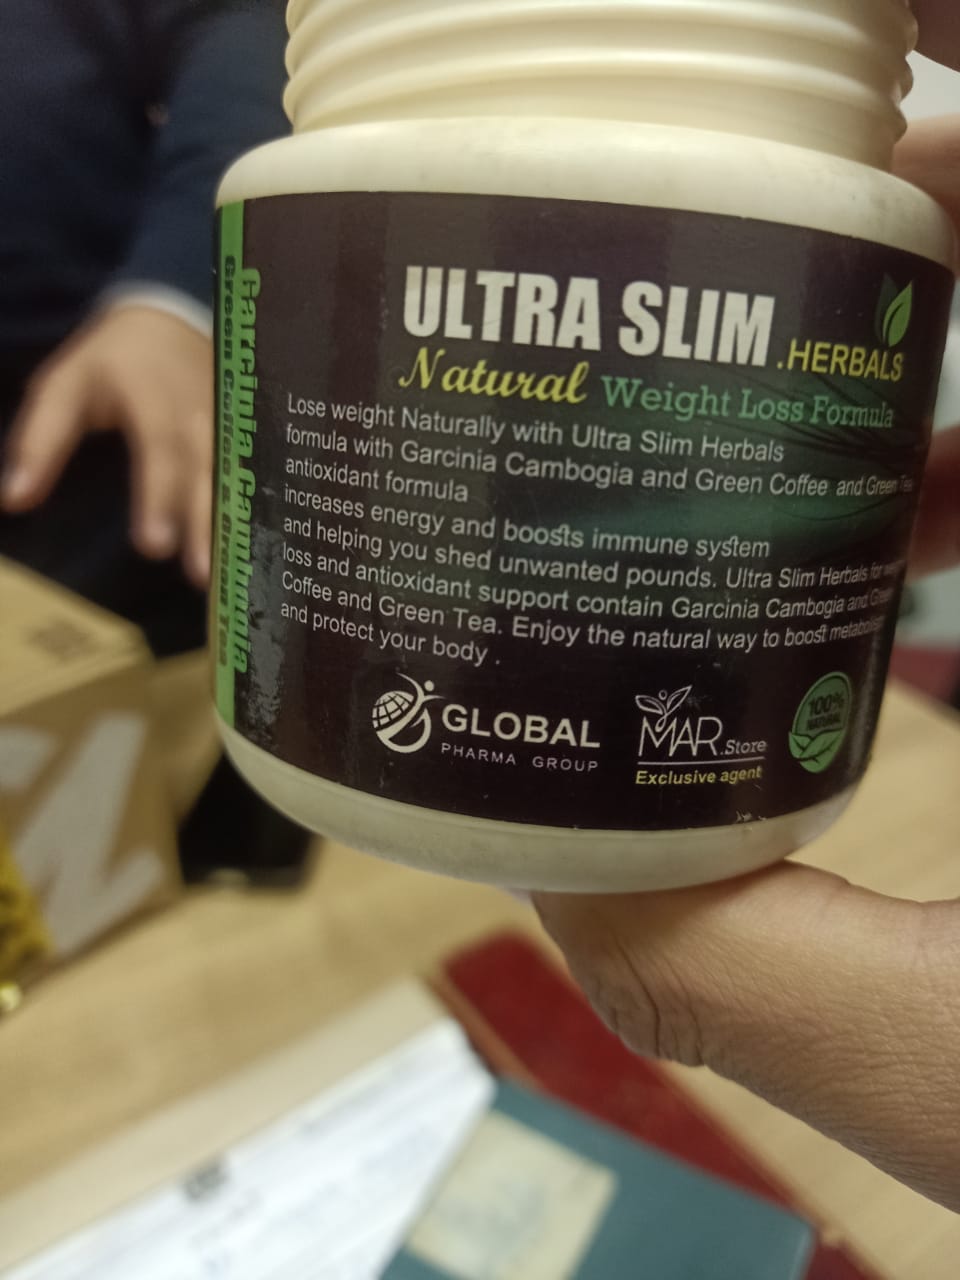 ULTRA SLIM .HERBALS
Natural Weight Loss Formula
Lose weight Naturally with Ultra Slim Herbals
formula with Garcinia Cambogia and Green Coffee and Green Tea
antioxidant formula
increases energy and boosts immune system
and helping you shed unwanted pounds. Ultra Slim Herbals for
loss and antioxidant support contain Garcinia Cambogia and Green
Coffee and Green Tea. Enjoy the natural way to boost metabolism
and protect your body .
GLOBAL
PHARMA GROUP
MAR.Store
Exclusive agent
100%
NATURAL
Garcinia Cambogia
Green Coffee & Green Tea